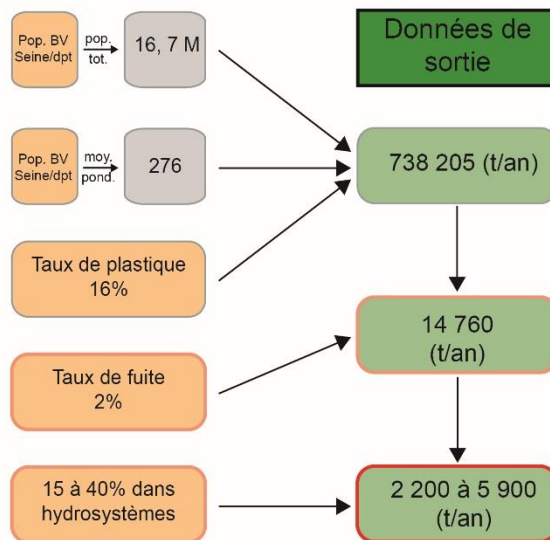 Pop. BV
Seine/dpt
pop.
tot.
16, 7 M
Données de
sortie
Pop. BV
Seine/dpt
moy.
pond.
276
738 205 (t/an)
Taux de plastique
16%
14 760
(t/an)
Taux de fuite
2%
15 à 40% dans
hydrosystèmes
2 200 à 5 900
(t/an)